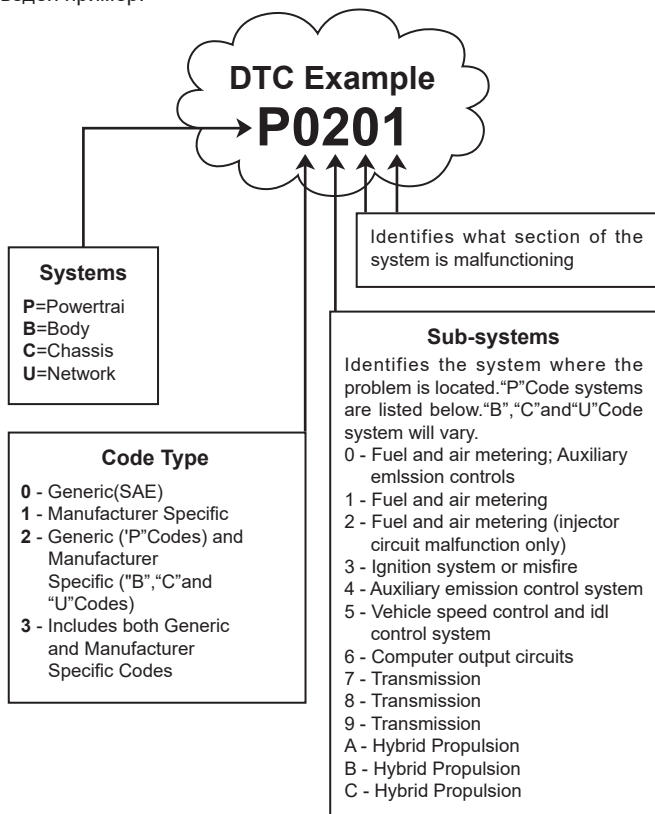 веден пример:
DTC Example
P0201
Identifies what section of the
system is malfunctioning
Systems
P=Powertrai
B=Body
C=Chassis
U=Network
Code Type
0 - Generic(SAE)
1 - Manufacturer Specific
2 - Generic ('P”Codes) and
Manufacturer
Specific ("B”,“C”and
“U”Codes)
3 - Includes both Generic
and Manufacturer
Specific Codes
Sub-systems
Identifies the system where the
problem is located.“P”Code systems
are listed below.“B”,“C”and“U”Code
system will vary.
0 - Fuel and air metering; Auxiliary
emlssion controls
1 - Fuel and air metering
2 - Fuel and air metering (injector
circuit malfunction only)
3 - Ignition system or misfire
4 - Auxiliary emission control system
5 - Vehicle speed control and idl
control system
6 - Computer output circuits
7 - Transmission
8 - Transmission
9 - Transmission
A - Hybrid Propulsion
B - Hybrid Propulsion
C - Hybrid Propulsion